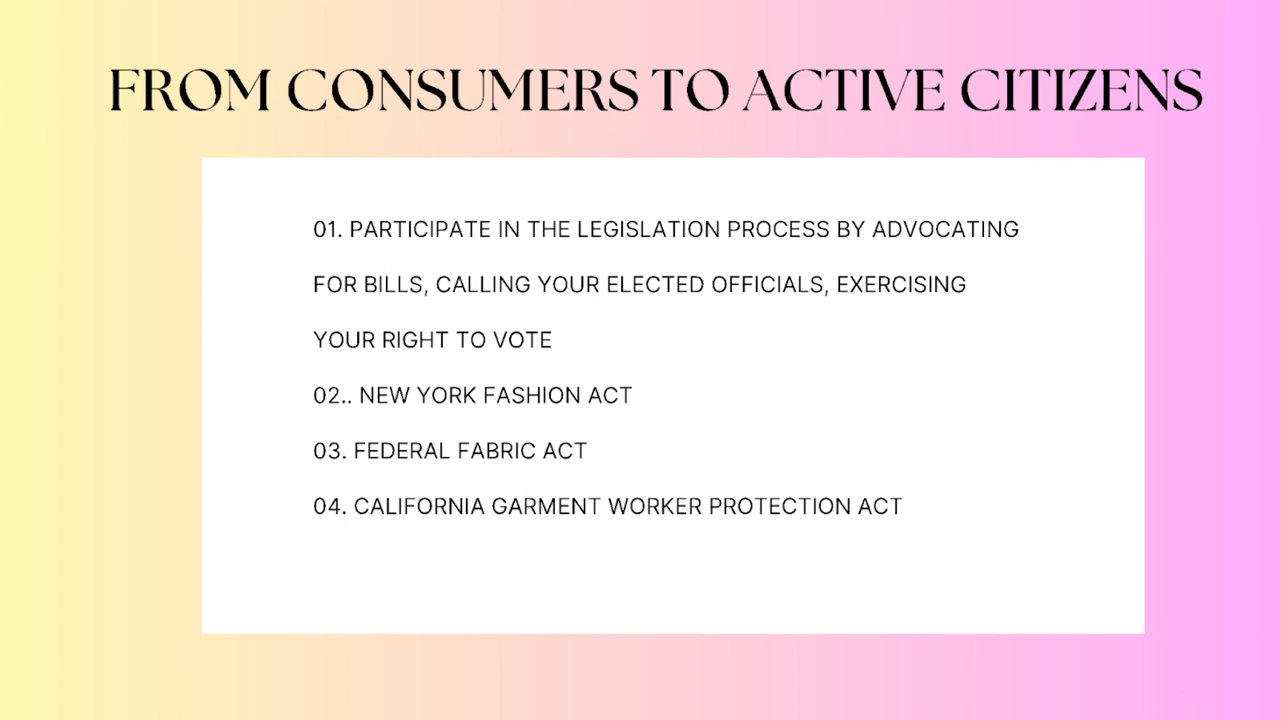 FROM CONSUMERS TO ACTIVE CITIZENS
01. PARTICIPATE IN THE LEGISLATION PROCESS BY ADVOCATING
FOR BILLS, CALLING YOUR ELECTED OFFICIALS, EXERCISING
YOUR RIGHT TO VOTE
02.. NEW YORK FASHION ACT
03. FEDERAL FABRIC ACT
04. CALIFORNIA GARMENT WORKER PROTECTION ACT